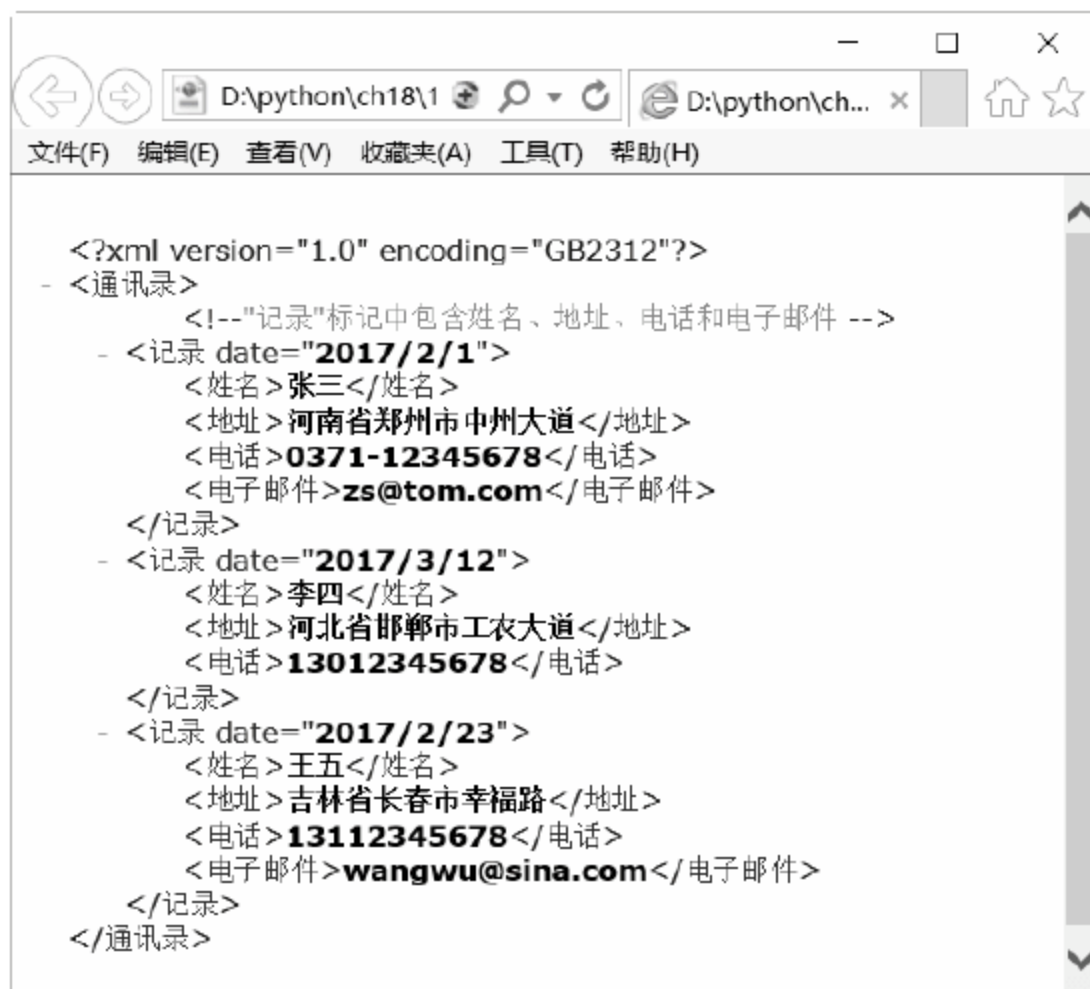 D:\python\ch18\1
D:\python\ch...
文件(F) 编辑(E) 查看(V) 收藏夹(A) 工具(T) 帮助(H)
<?xml version="1.0" encoding="GB2312"?>
- <通讯录>
<!--"记录"标记中包含姓名、地址、电话和电子邮件 -->
- <记录 date="2017/2/1">
<姓名>张三</姓名>
<地址>河南省郑州市中州大道</地址>
<电话>0371-12345678</电话>
<电子邮件>zs@tom.com</电子邮件>
</记录>
- <记录 date="2017/3/12">
<姓名>李四</姓名>
<地址>河北省邯郸市工农大道</地址>
<电话>13012345678</电话>
</记录>
- <记录 date="2017/2/23">
<姓名>王五</姓名>
<地址>吉林省长春市幸福路</地址>
<电话>13112345678</电话>
<电子邮件>wangwu@sina.com</电子邮件>
</记录>
</通讯录>